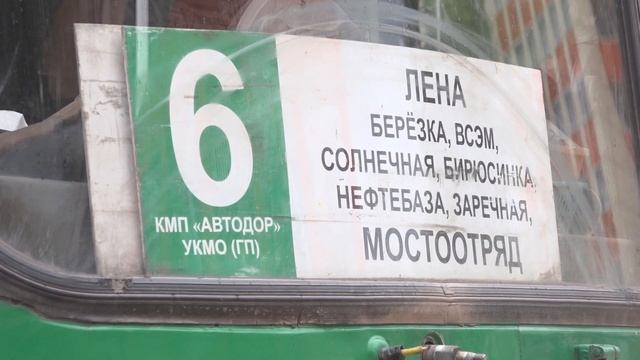 6
КМП «АВТОДОР»
УКМО (ГП)
ЛЕНА
БЕРЁЗКА, ВСЭМ,
СОЛНЕЧНАЯ, БИРЮСИНКА,
НЕФТЕБАЗА, ЗАРЕЧНАЯ,
МОСТООТРЯД